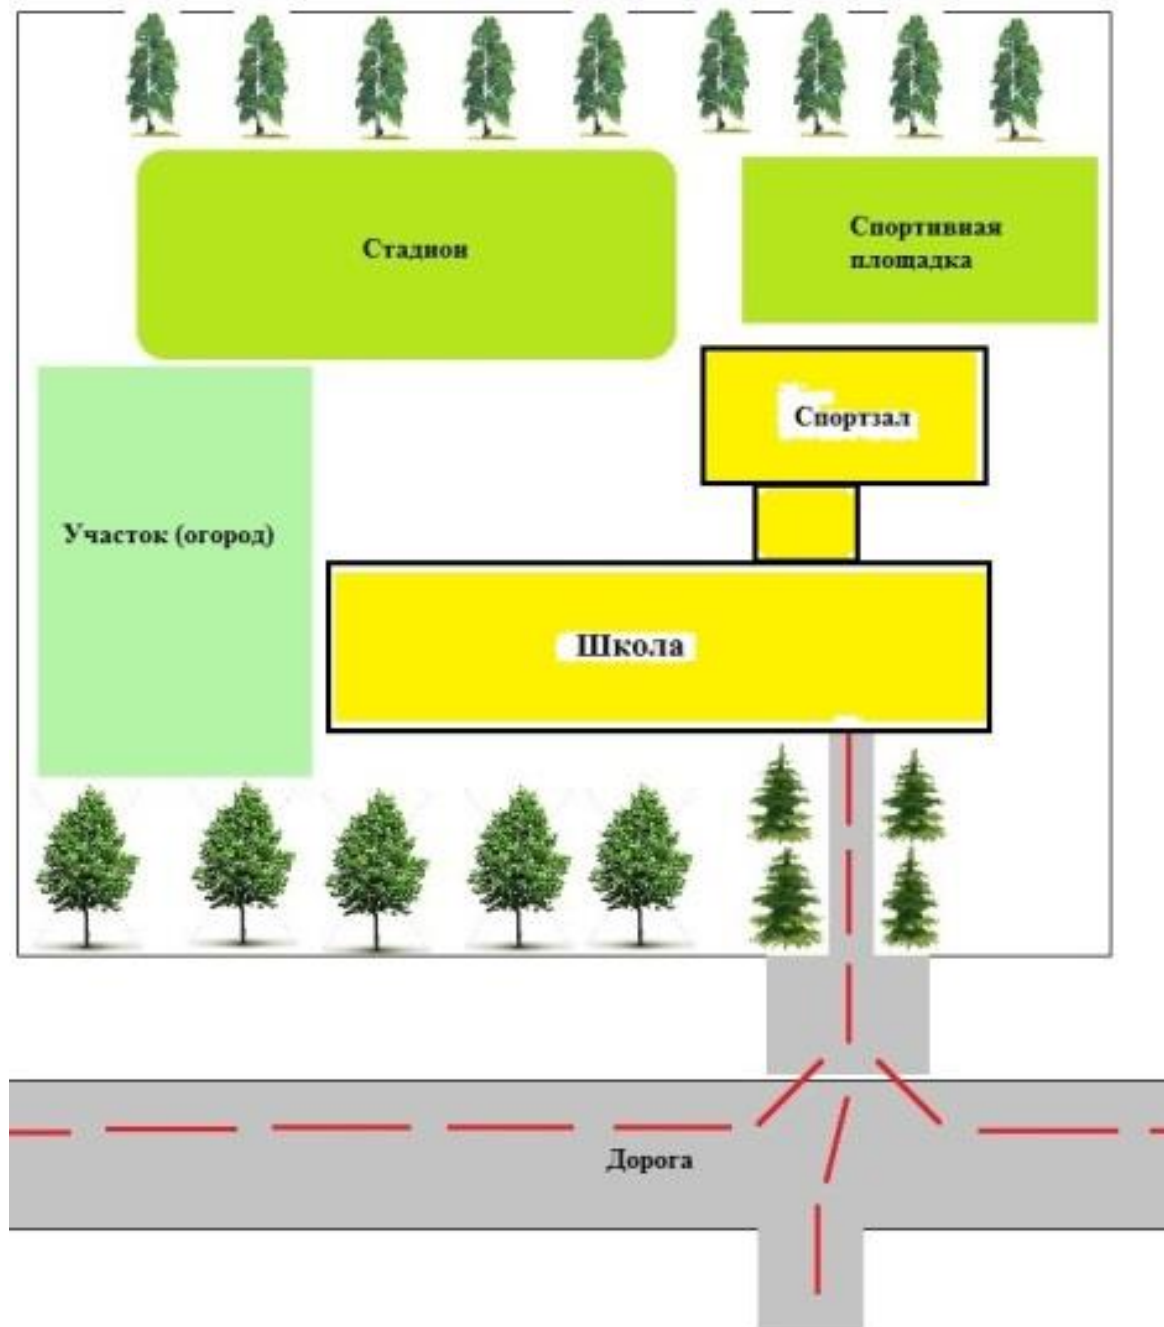 Стадион
Спортивная
площадка
Спортзал
Участок (огород)
Школа
Дорога